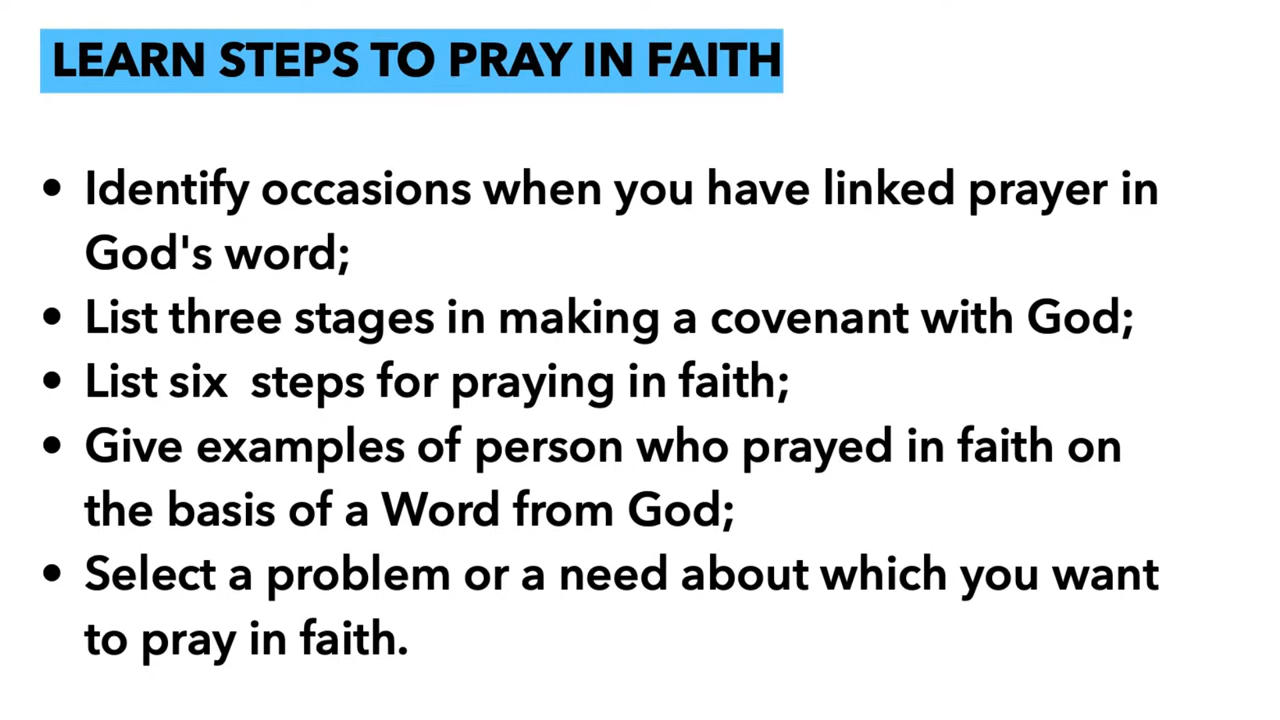 LEARN STEPS TO PRAY IN FAITH
• Identify occasions when you have linked prayer in
God's word;
• List three stages in making a covenant with God;
• List six  steps for praying in faith;
• Give examples of person who prayed in faith on
the basis of a Word from God;
• Select a problem or a need about which you want
to pray in faith.